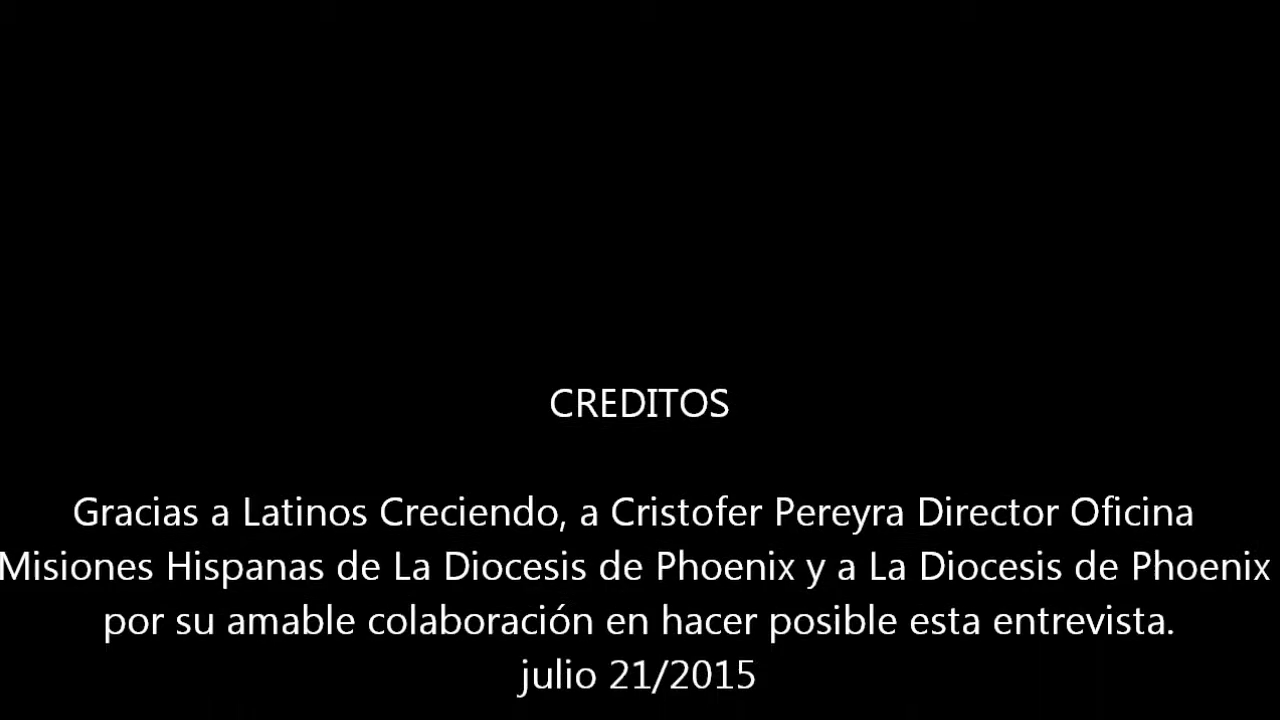 CREDITOS
Gracias a Latinos Creciendo, a Cristofer Pereyra Director Oficina
Misiones Hispanas de La Diocesis de Phoenix y a La Diocesis de Phoenix
por su amable colaboración en hacer posible esta entrevista.
julio 21/2015